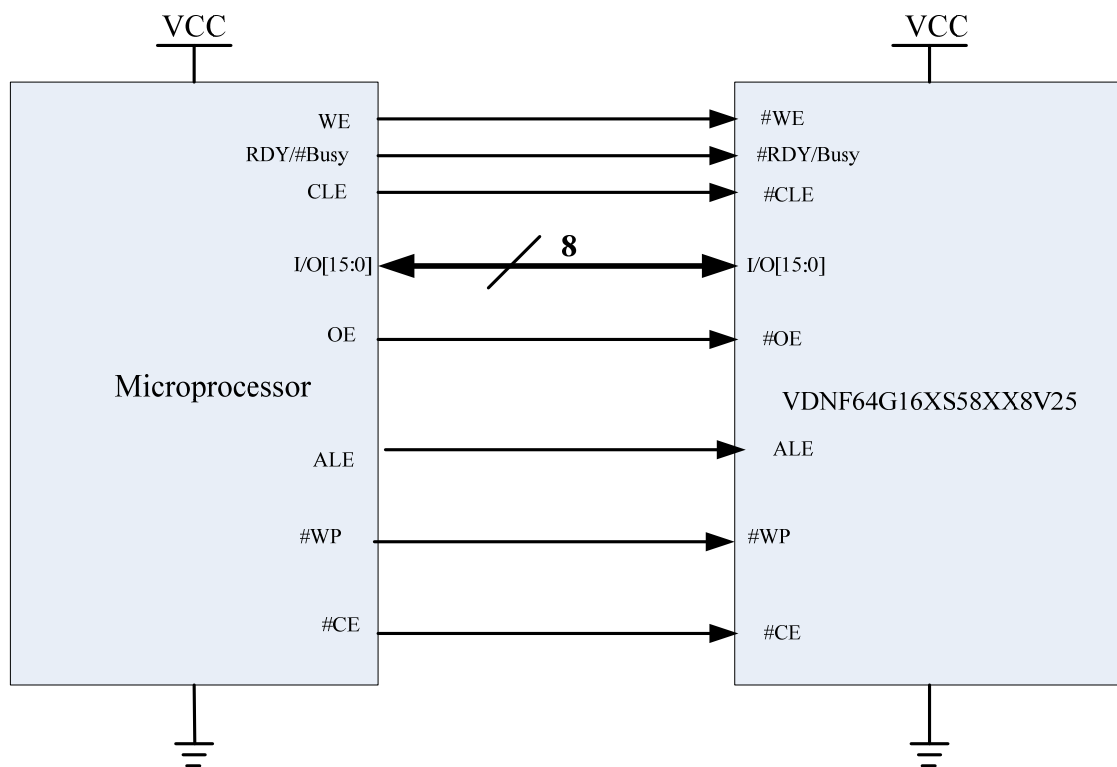 VCC
VCC
WE
#WE
RDY/#Busy
#RDY/Busy
CLE
#CLE
8
I/O[15:0]
I/O[15:0]
OE
#OE
Microprocessor
VDNF64G16XS58XX8V25
ALE
ALE
#WP
#WP
#CE
#CE